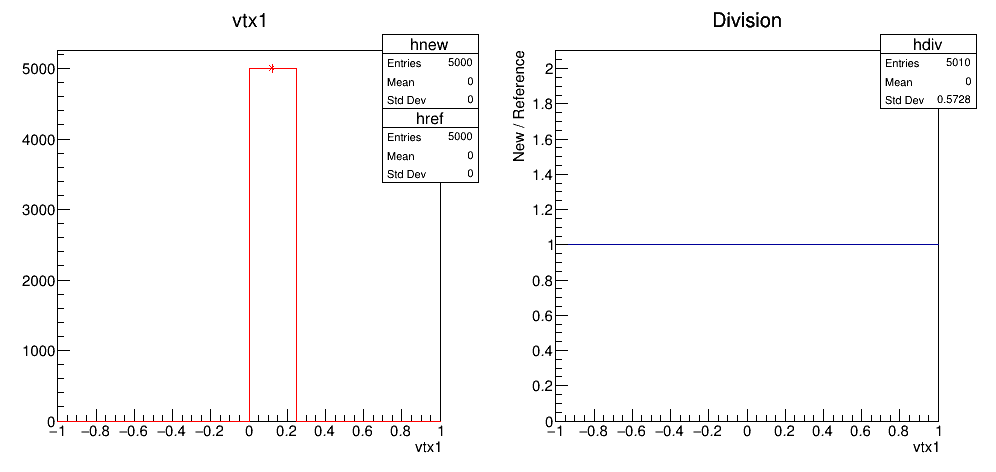 vtx1
hnew
Entries 5000
Mean 0
Std Dev 0
href
Entries 5000
Mean 0
Std Dev 0
5000
4000
3000
2000
1000
0
−1 −0.8 −0.6 −0.4 −0.2 0 0.2 0.4 0.6 0.8 1
vtx1
Division
hdiv
Entries 5010
Mean 0
Std Dev 0.5728
New / Reference
2
1.8
1.6
1.4
1.2
1
0.8
0.6
0.4
0.2
0
−1 −0.8 −0.6 −0.4 −0.2 0 0.2 0.4 0.6 0.8 1
vtx1